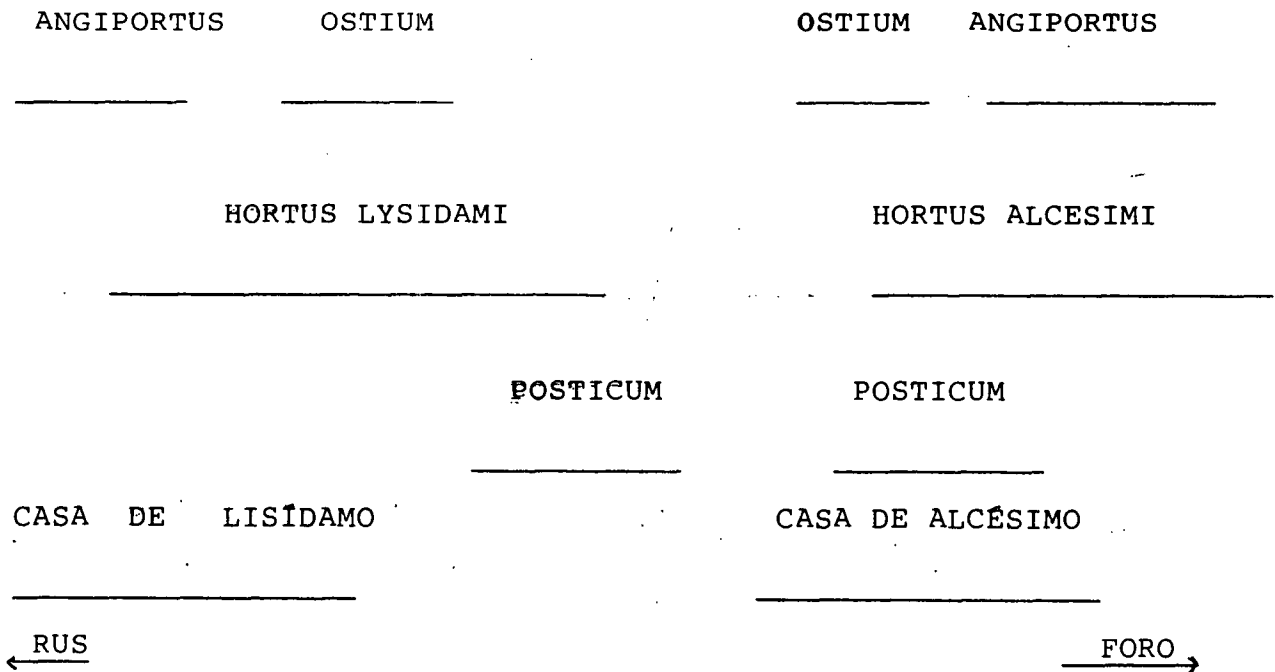 ANGIPORTUS OSTIUM OSTIUM ANGIPORTUS
HORTUS LYSIDAMI HORTUS ALCESIMI
POSTICUM POSTICUM
CASA DE LISÍDAMO CASA DE ALCÉSIMO
RUS FORO